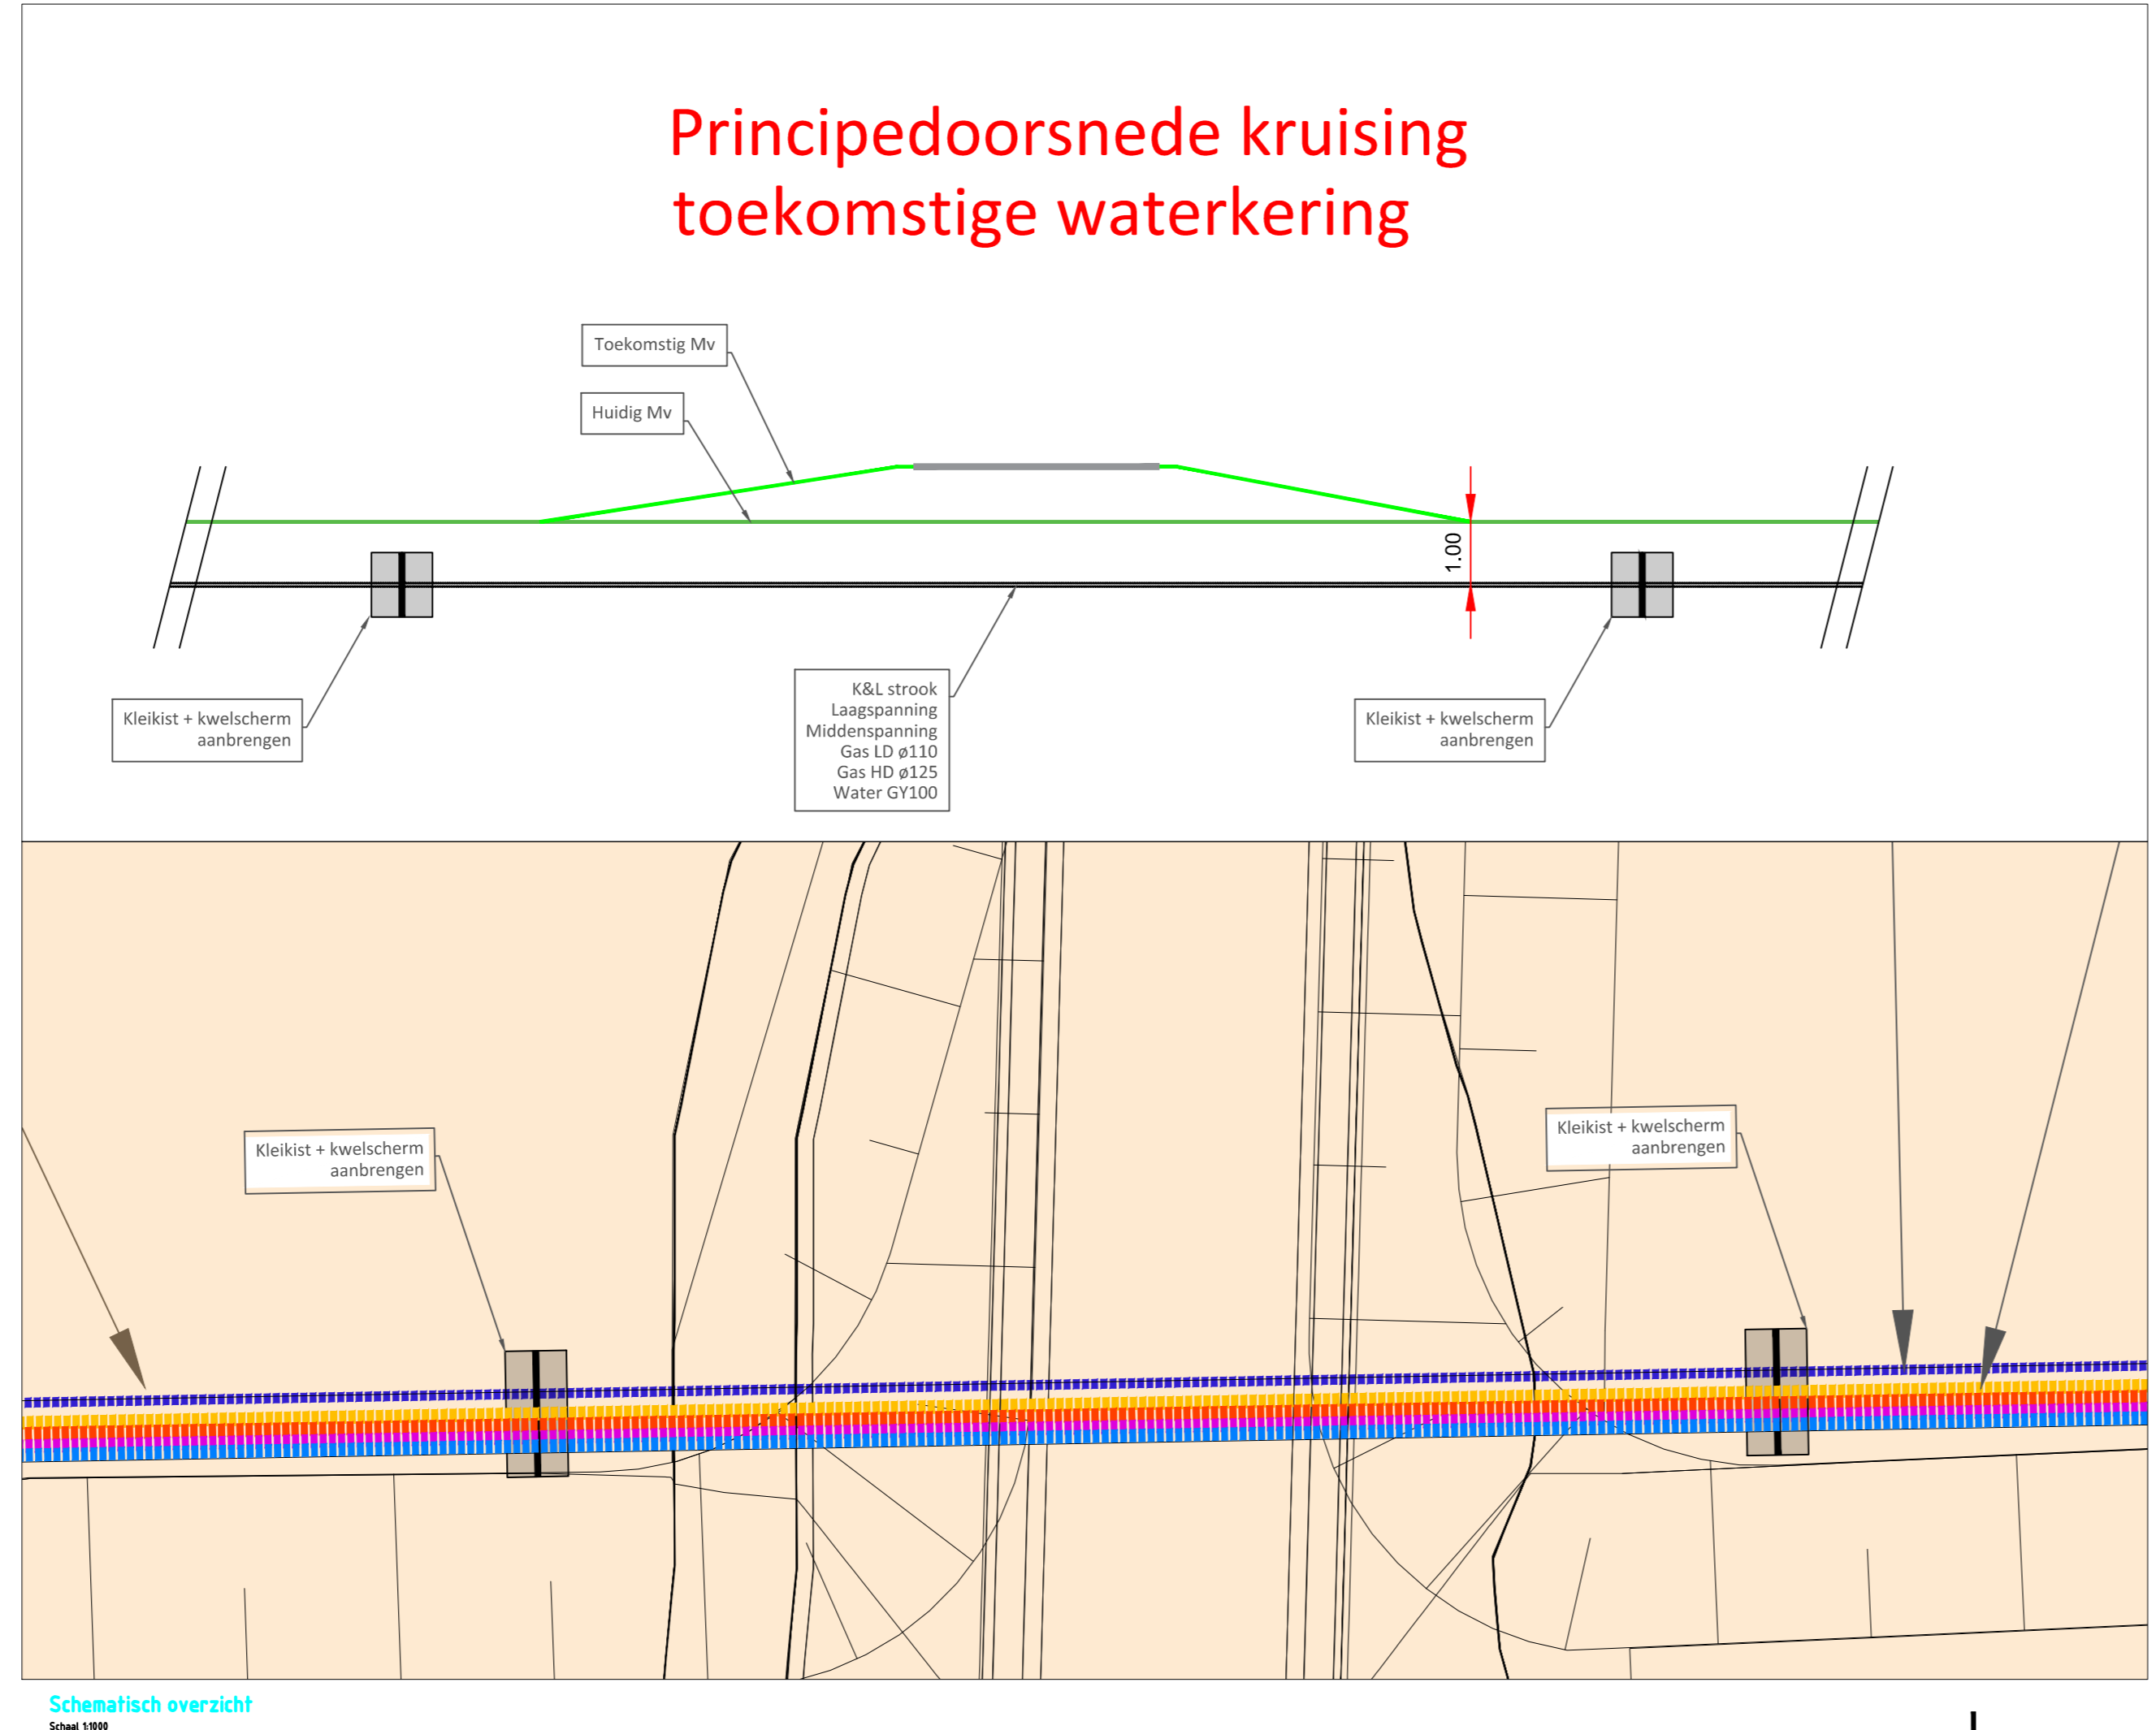 Principedoorsnede kruising
toekomstige waterkering
Toekomstig Mv
Huidig Mv
1.00
Kleikist + kwelscherm
aanbrengen
K&L strook
Laagspanning
Middenspanning
Gas LD ø110
Gas HD ø125
Water GY100
Kleikist + kwelscherm
aanbrengen
Kleikist + kwelscherm
aanbrengen
Kleikist + kwelscherm
aanbrengen
Schematisch overzicht
Schaal 1:1000